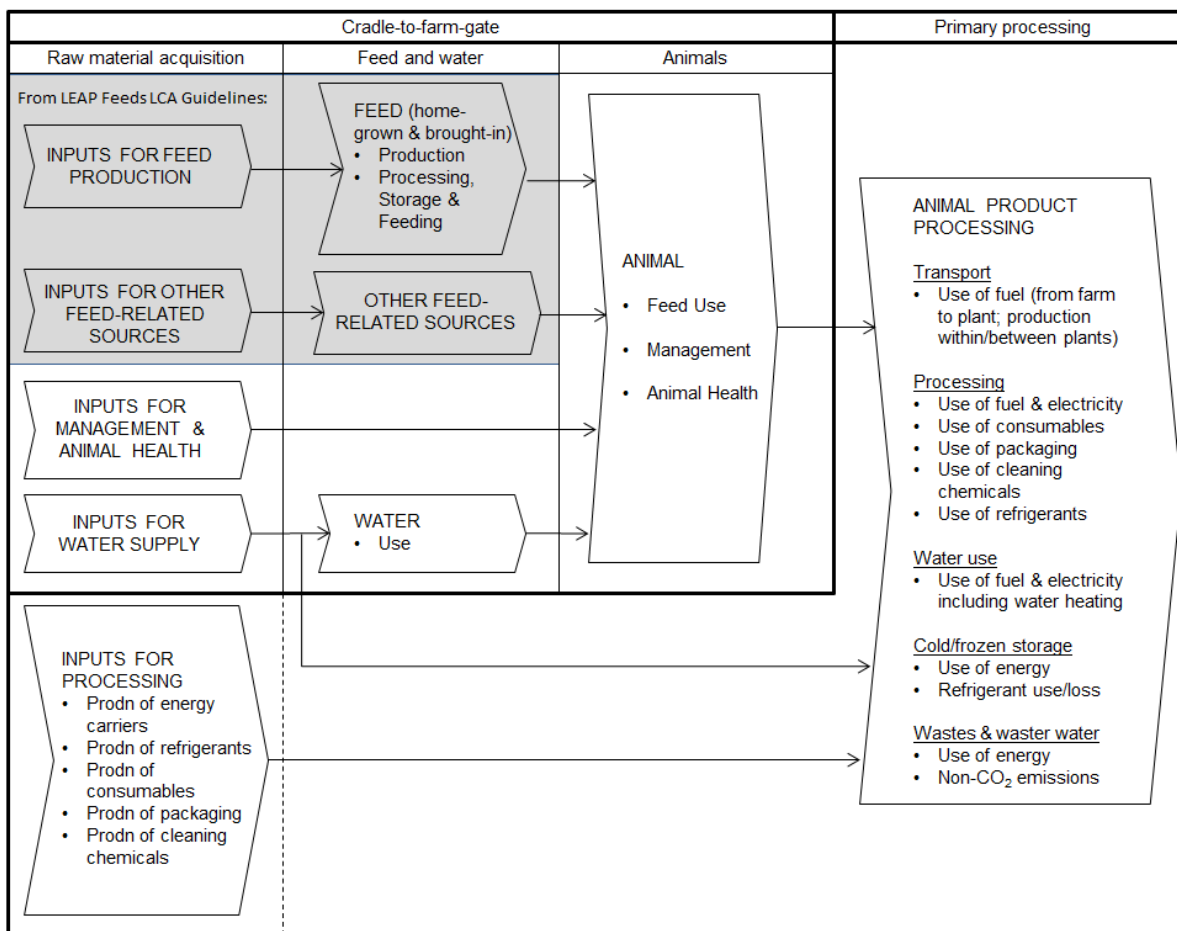 Cradle-to-farm-gate
Primary processing
Raw material acquisition
Feed and water
Animals
From LEAP Feeds LCA Guidelines:
INPUTS FOR FEED
PRODUCTION
FEED (home-
grown & brought-in)
• Production
• Processing,
Storage &
Feeding
INPUTS FOR OTHER
FEED-RELATED
SOURCES
OTHER FEED-
RELATED SOURCES
INPUTS FOR
MANAGEMENT &
ANIMAL HEALTH
INPUTS FOR
WATER SUPPLY
WATER
• Use
ANIMAL
• Feed Use
• Management
• Animal Health
INPUTS FOR
PROCESSING
• Prodn of energy
carriers
• Prodn of refrigerants
• Prodn of
consumables
• Prodn of packaging
• Prodn of cleaning
chemicals
ANIMAL PRODUCT
PROCESSING
Transport
• Use of fuel (from farm
to plant; production
within/between plants)
Processing
• Use of fuel & electricity
• Use of consumables
• Use of packaging
• Use of cleaning
chemicals
• Use of refrigerants
Water use
• Use of fuel & electricity
including water heating
Cold/frozen storage
• Use of energy
• Refrigerant use/loss
Wastes & waster water
• Use of energy
• Non-CO₂ emissions